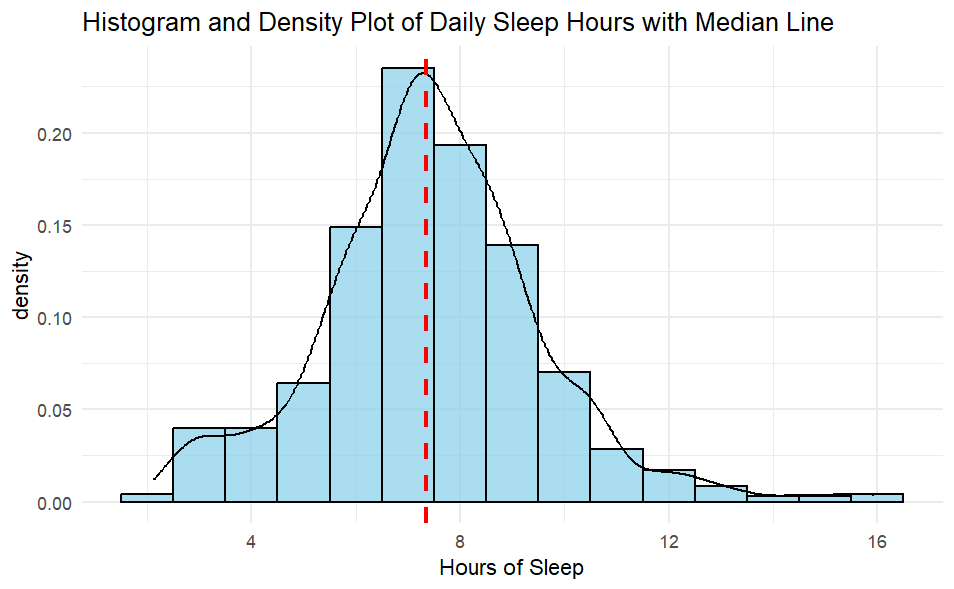 Histogram and Density Plot of Daily Sleep Hours with Median Line
density
0.20
0.15
0.10
0.05
0.00
4 8 12 16
Hours of Sleep